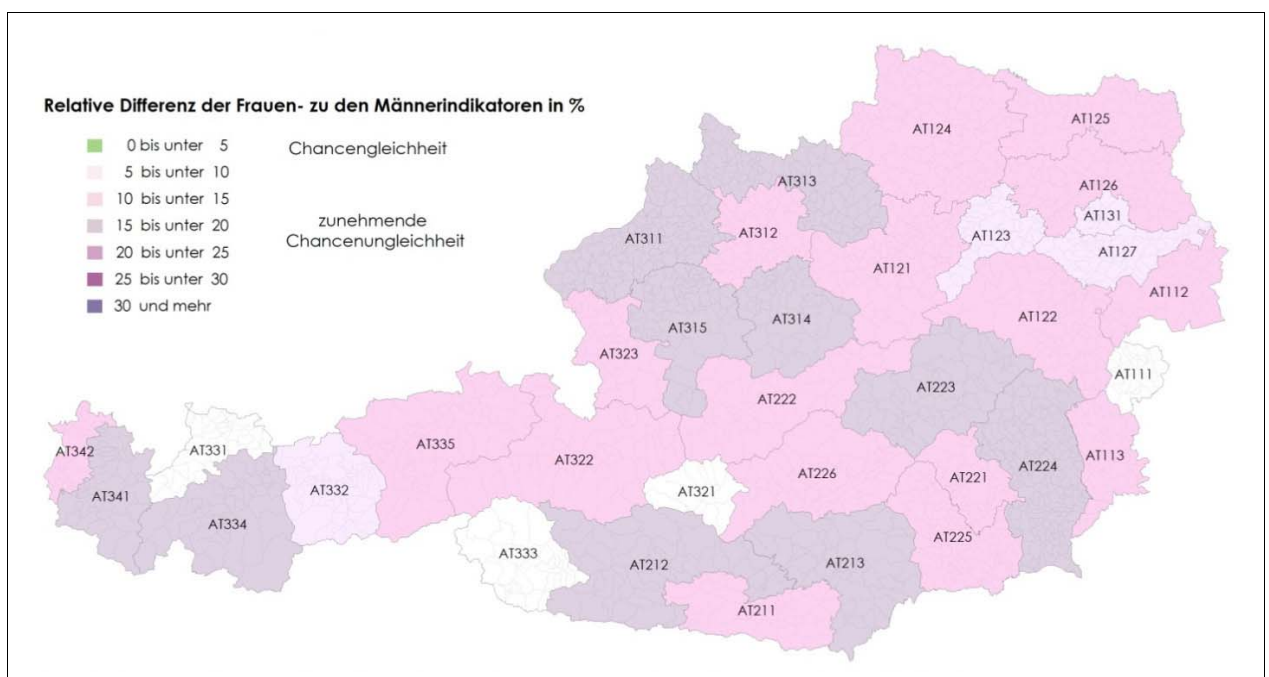 Relative Differenz der Frauen- zu den Männerindikatoren in %
0 bis unter 5
Chancengleichheit
5 bis unter 10
10 bis unter 15
15 bis unter 20
zunehmende
Chancenungleichheit
20 bis unter 25
25 bis unter 30
30 und mehr
AT124
AT125
AT313
AT126
AT131
AT312
AT311
AT123
AT127
AT121
AT112
AT315
AT314
AT122
AT323
AT111
AT223
AT222
AT335
AT331
AT342
AT322
AT113
AT224
AT226
AT221
AT332
AT321
AT341
AT334
AT225
AT333
AT212
AT213
AT211